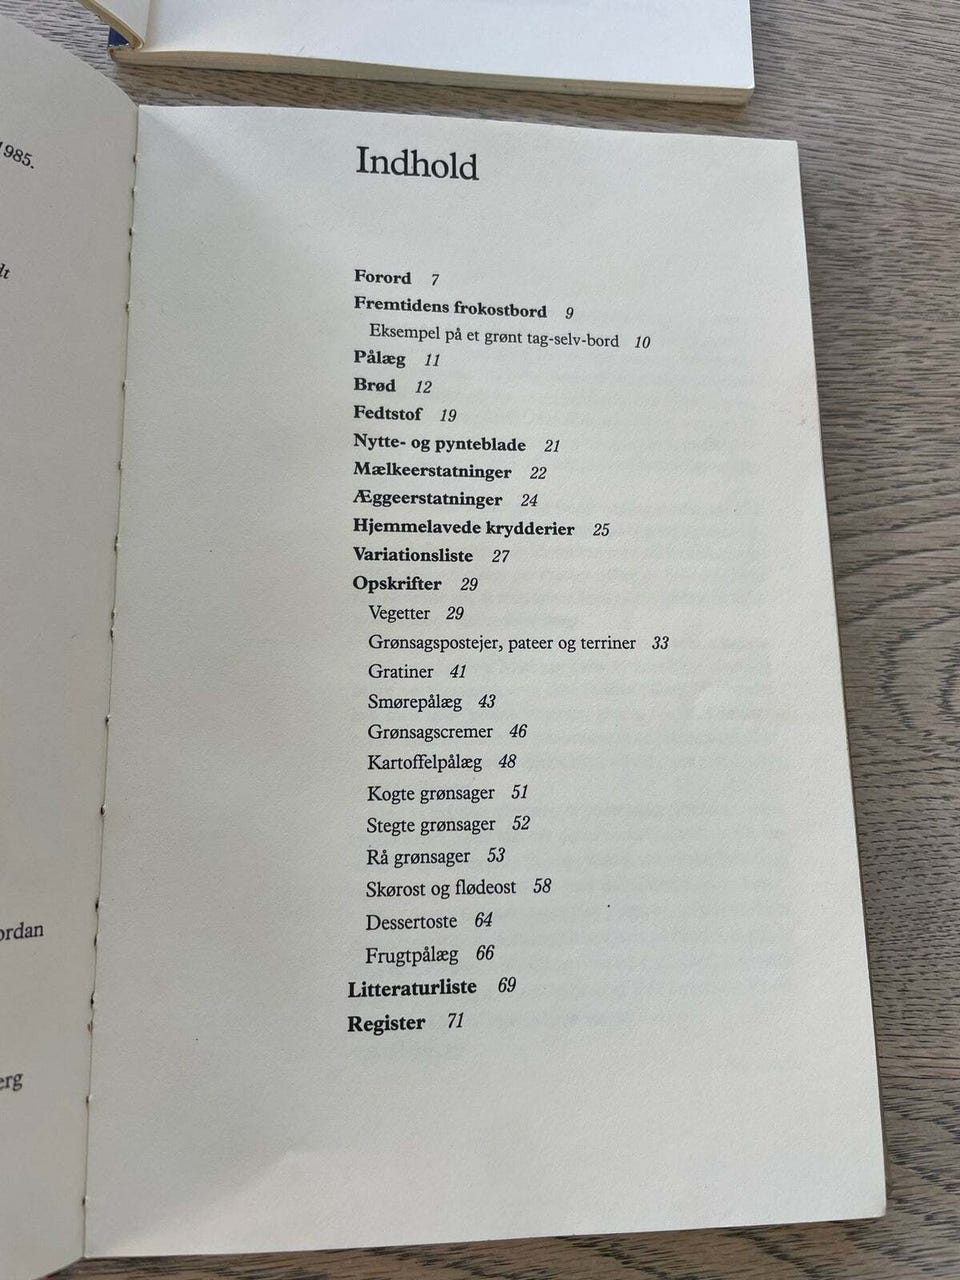 1985.
Indhold
Forord 7
Fremtidens frokostbord 9
Eksempel på et grønt tag-selv-bord 10
Pålæg 11
Brød 12
Fedtstof 19
Nytte- og pynteblade 21
Mælkeerstatninger 22
Æggeerstatninger 24
Hjemmelavede krydderier 25
Variationsliste 27
Opskrifter 29
Vegetter 29
Grønsagspostejer, pateer og terriner 33
Gratiner 41
Smørepålæg 43
Grønsagscremer 46
Kartoffelpålæg 48
Kogte grønsager 51
Stegte grønsager 52
Rå grønsager 53
Skørost og flødeost 58
Dessertoste 64
Frugtpålæg 66
Litteraturliste 69
Register 71